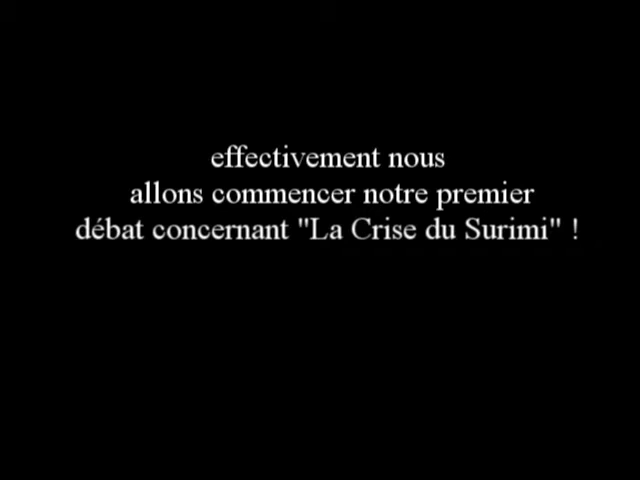 effectivement nous
allons commencer notre premier
débat concernant "La Crise du Surimi" !